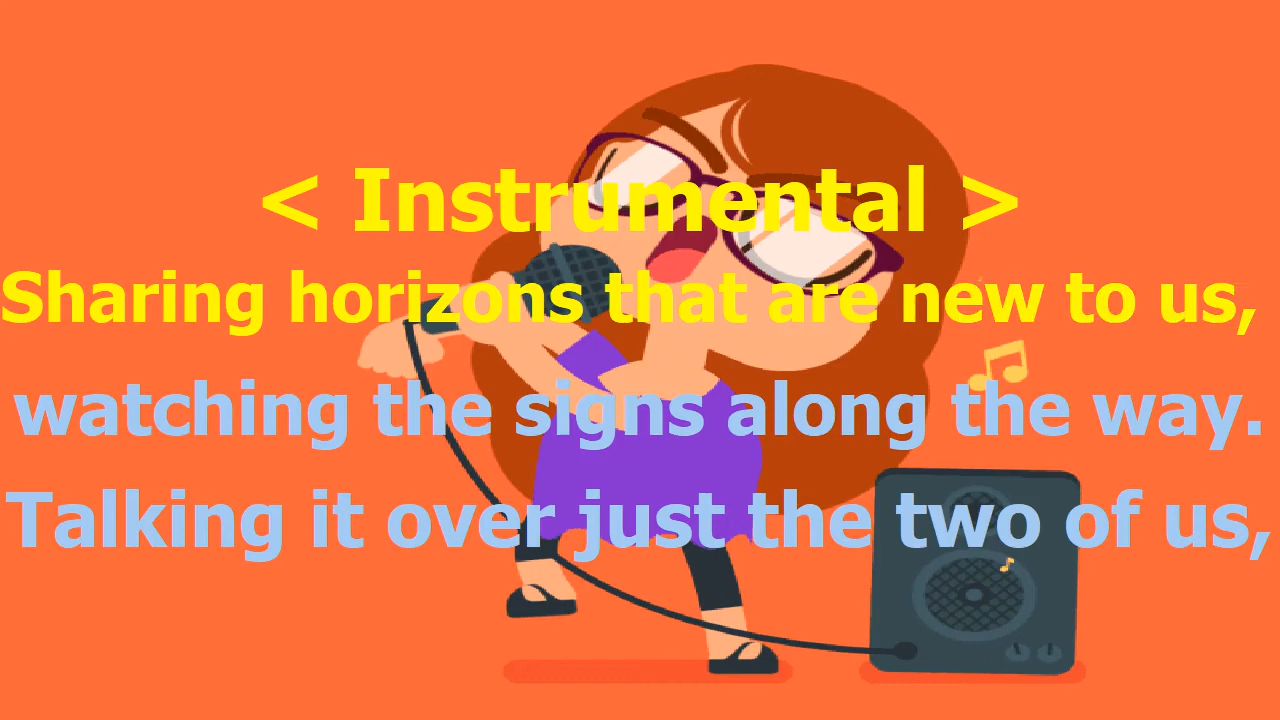 < Instrumental >
Sharing horizons that are new to us,
watching the signs along the way.
Talking it over just the two of us,